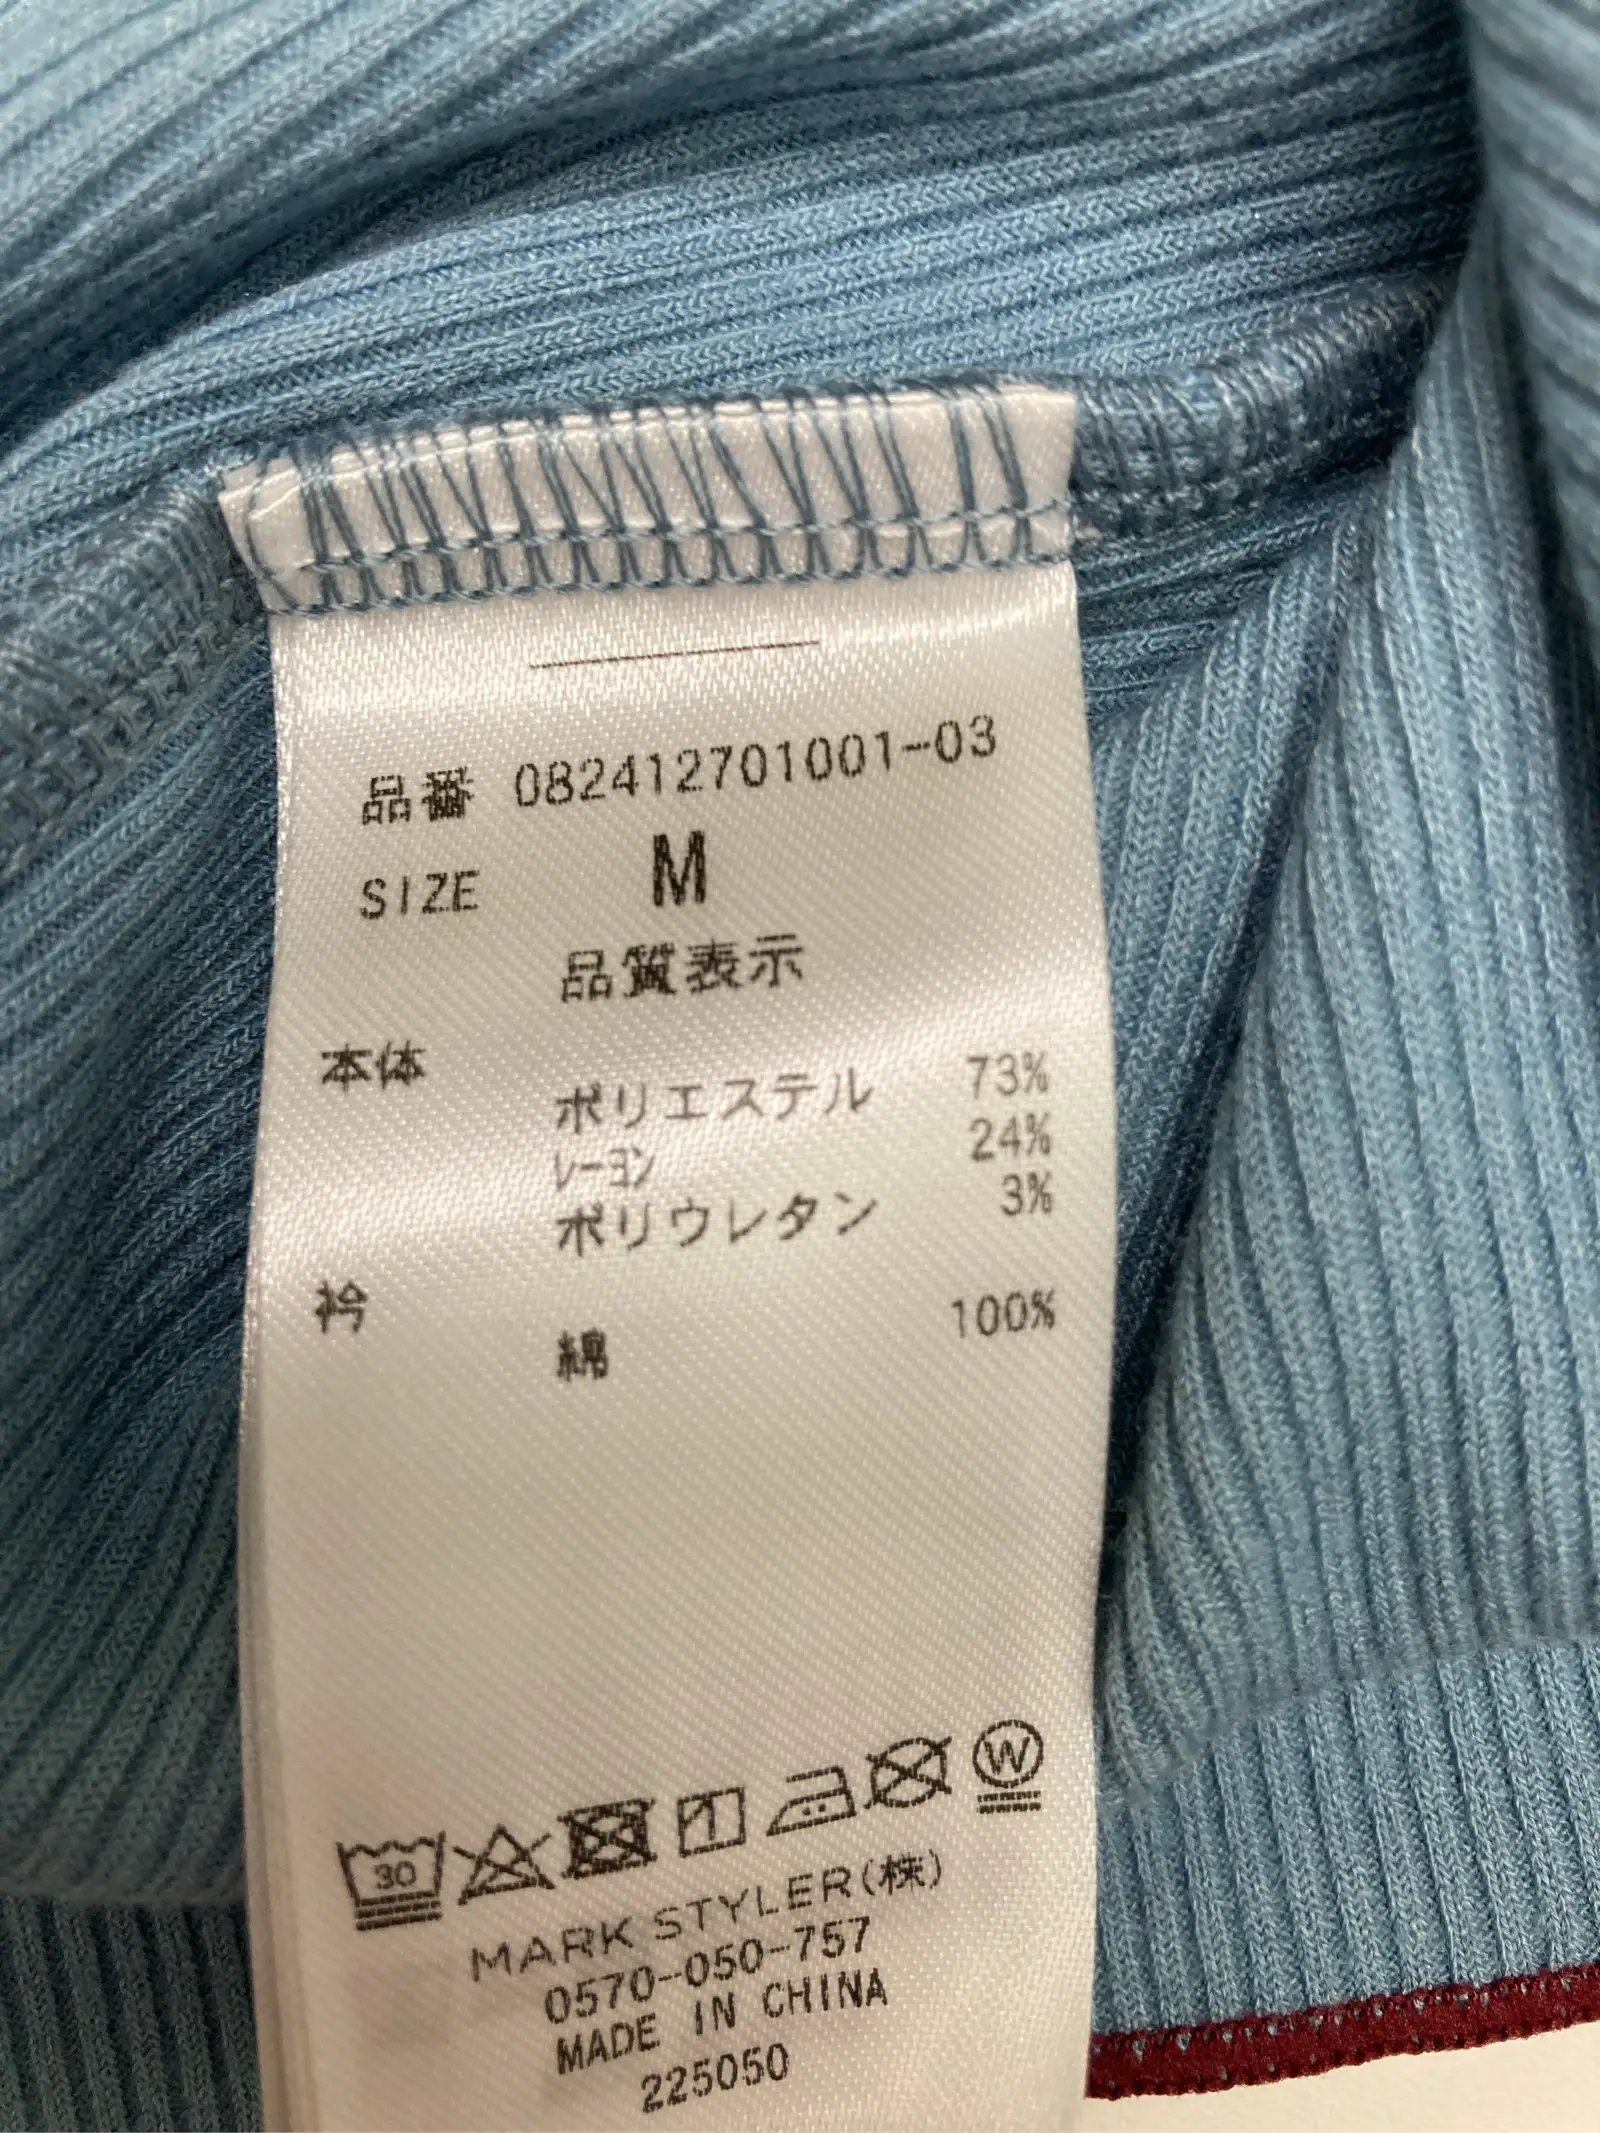 品番 082412701001-03
SIZE M
品質表示
本体
ポリエステル 73%
レーヨン 24%
ポリウレタン 3%
衿
綿 100%
30
W
MARK STYLER(株)
0570-050-757
MADE IN CHINA
225050